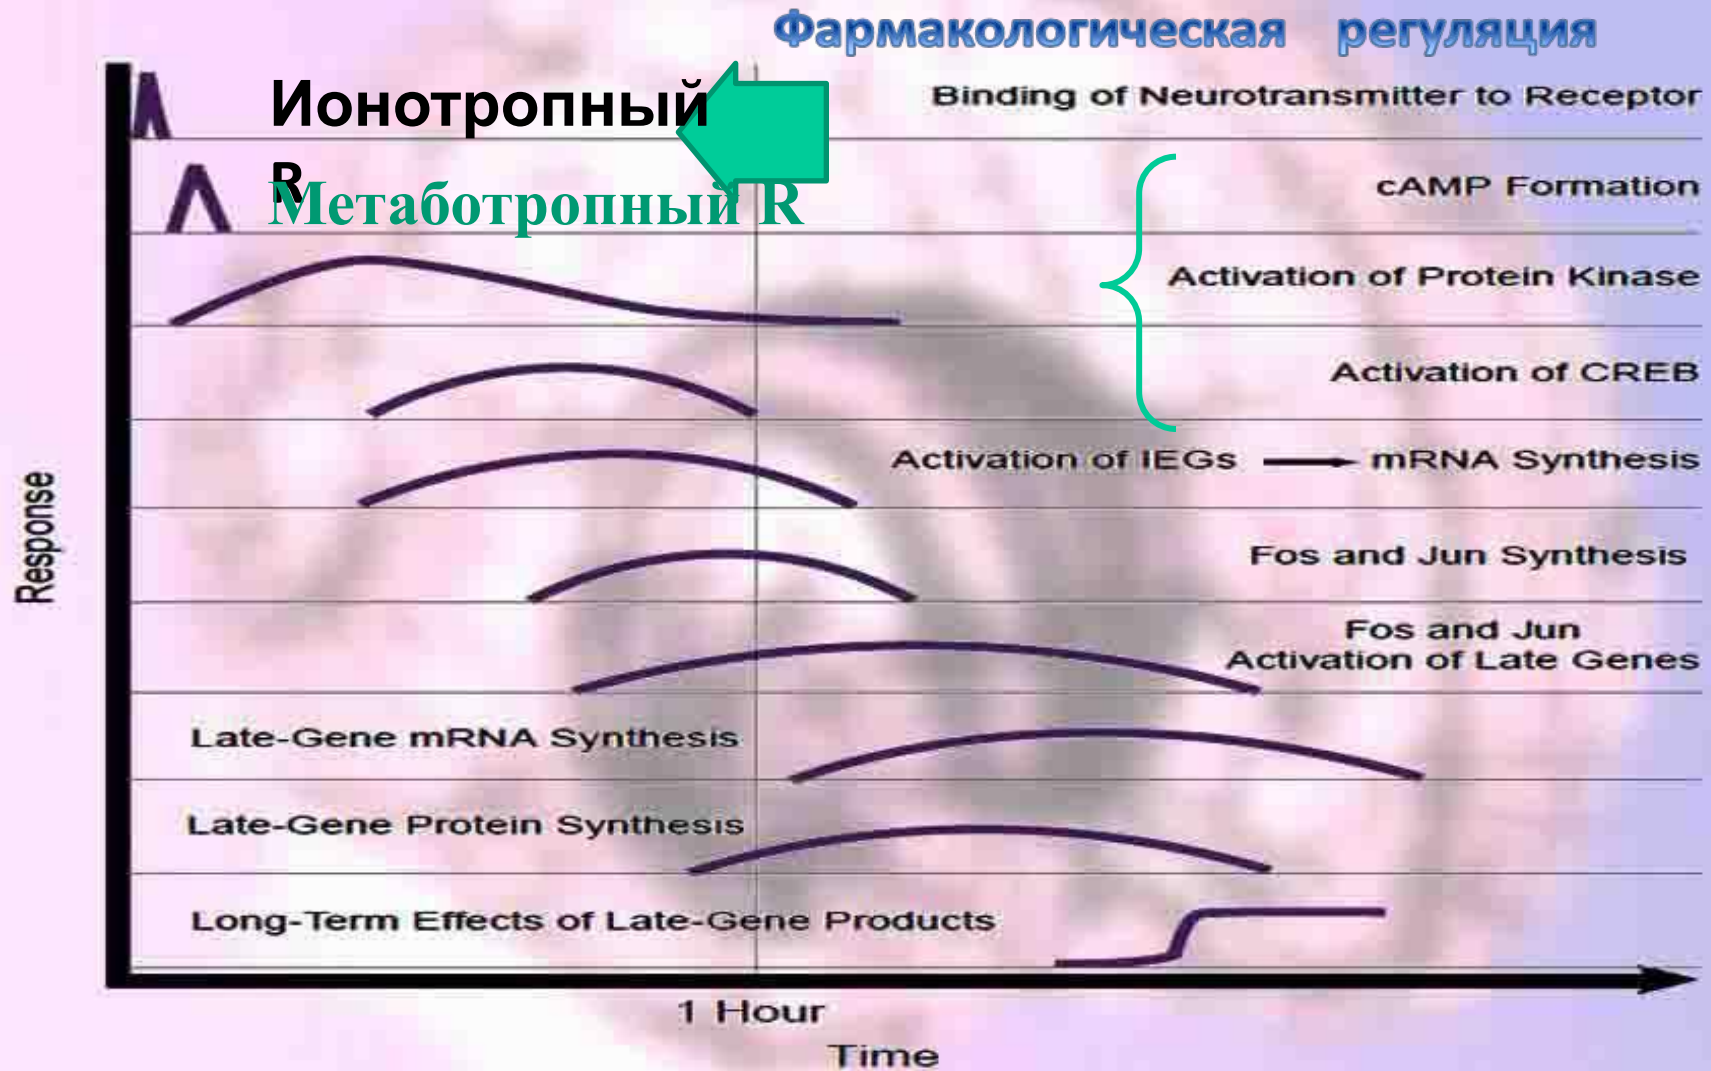 Фармакологическая регуляция
Ионотропный
R
Binding of Neurotransmitter to Receptor
Метаботропный R
cAMP Formation
Activation of Protein Kinase
Activation of CREB
Activation of IEGs → mRNA Synthesis
Fos and Jun Synthesis
Fos and Jun
Activation of Late Genes
Late-Gene mRNA Synthesis
Late-Gene Protein Synthesis
Long-Term Effects of Late-Gene Products
Response
1 Hour
Time